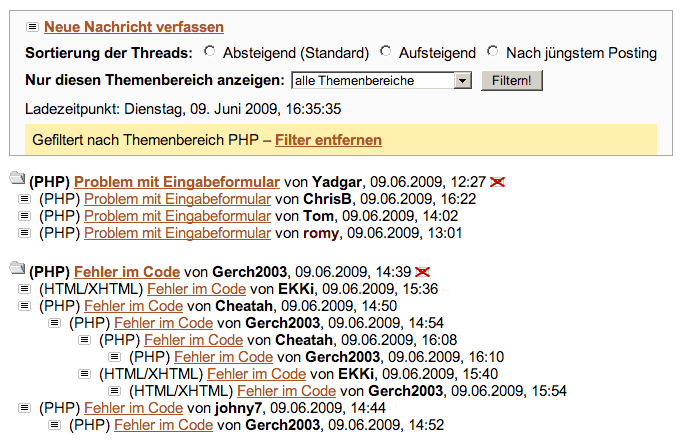 Neue Nachricht verfassen
Sortierung der Threads: Absteigend (Standard) Aufsteigend Nach jüngstem Posting
Nur diesen Themenbereich anzeigen: alle Themenbereiche Filtern!
Ladezeitpunkt: Dienstag, 09. Juni 2009, 16:35:35
Gefiltert nach Themenbereich PHP – Filter entfernen
(PHP) Problem mit Eingabeformular von Yadgar, 09.06.2009, 12:27
(PHP) Problem mit Eingabeformular von ChrisB, 09.06.2009, 16:22
(PHP) Problem mit Eingabeformular von Tom, 09.06.2009, 14:02
(PHP) Problem mit Eingabeformular von romy, 09.06.2009, 13:01
(PHP) Fehler im Code von Gerch2003, 09.06.2009, 14:39
(HTML/XHTML) Fehler im Code von EKKi, 09.06.2009, 15:36
(PHP) Fehler im Code von Cheatah, 09.06.2009, 14:50
(PHP) Fehler im Code von Gerch2003, 09.06.2009, 14:54
(PHP) Fehler im Code von Cheatah, 09.06.2009, 16:08
(PHP) Fehler im Code von Gerch2003, 09.06.2009, 16:10
(HTML/XHTML) Fehler im Code von EKKi, 09.06.2009, 15:40
(HTML/XHTML) Fehler im Code von Gerch2003, 09.06.2009, 15:54
(PHP) Fehler im Code von johny7, 09.06.2009, 14:44
(PHP) Fehler im Code von Gerch2003, 09.06.2009, 14:52